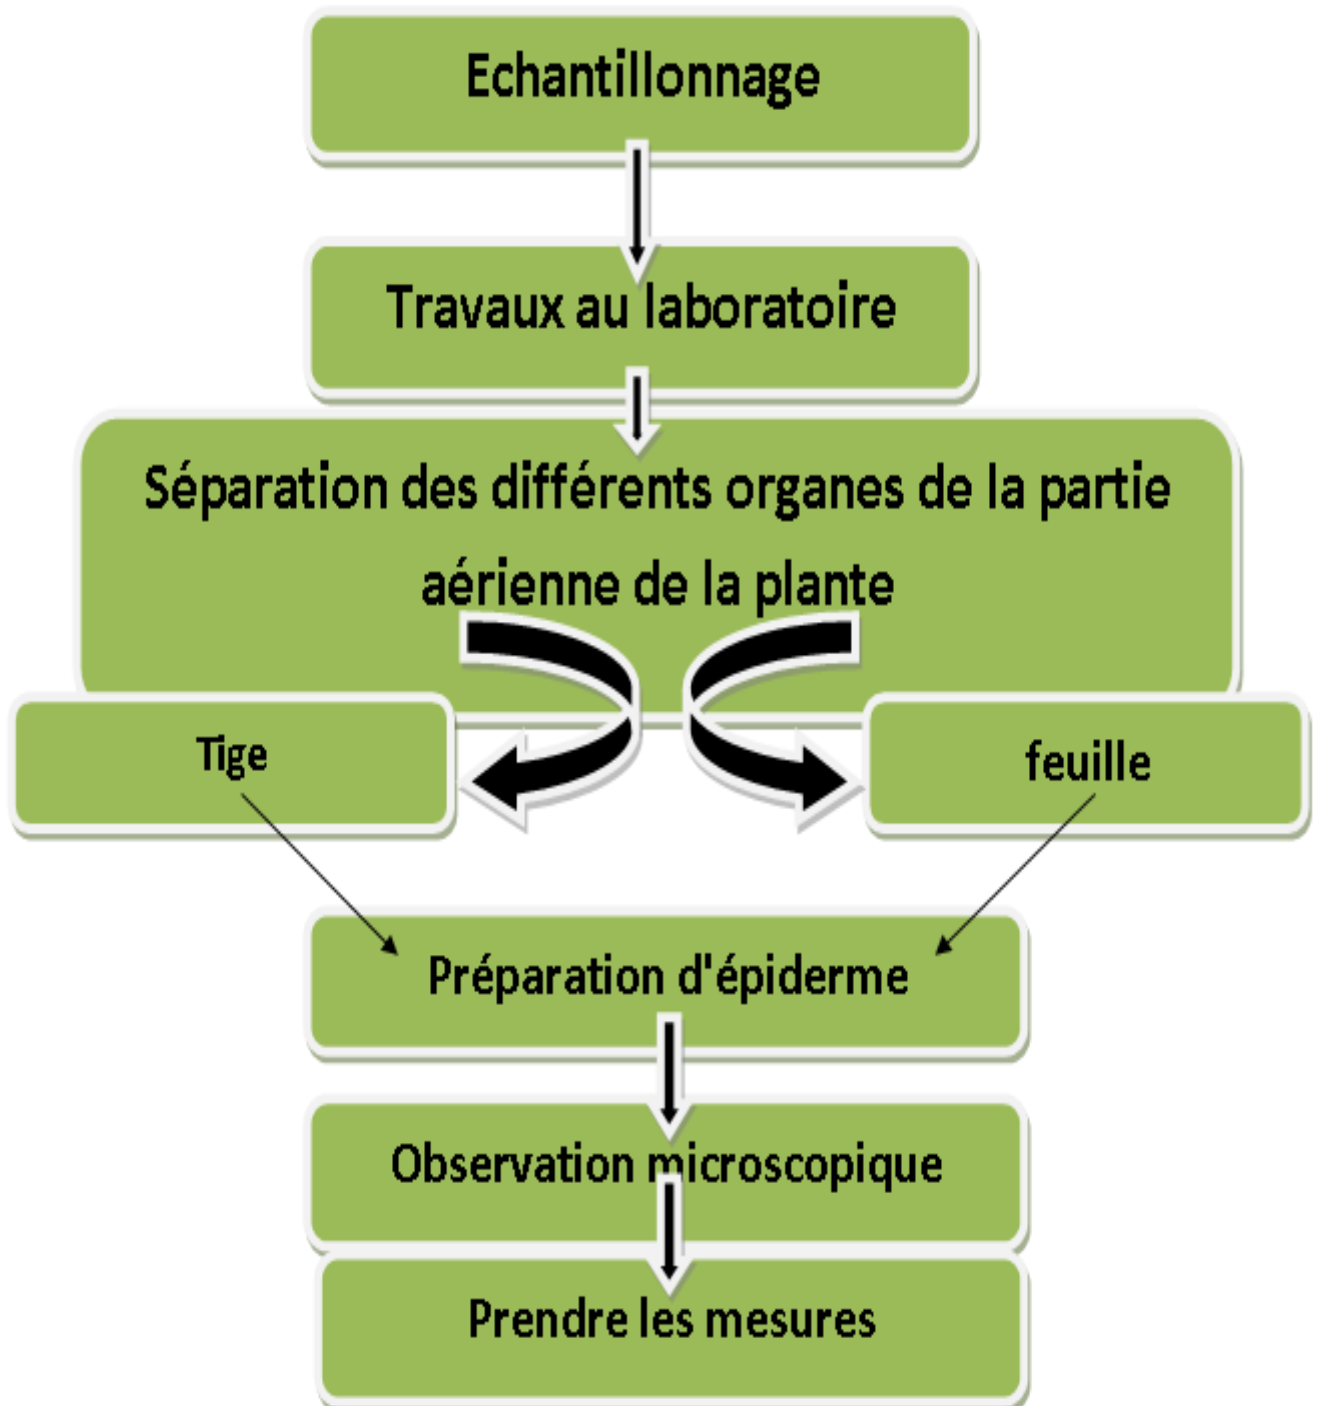 Echantillonnage
Travaux au laboratoire
Séparation des différents organes de la partie
aérienne de la plante
Tige
feuille
Préparation d'épiderme
Observation microscopique
Prendre les mesures